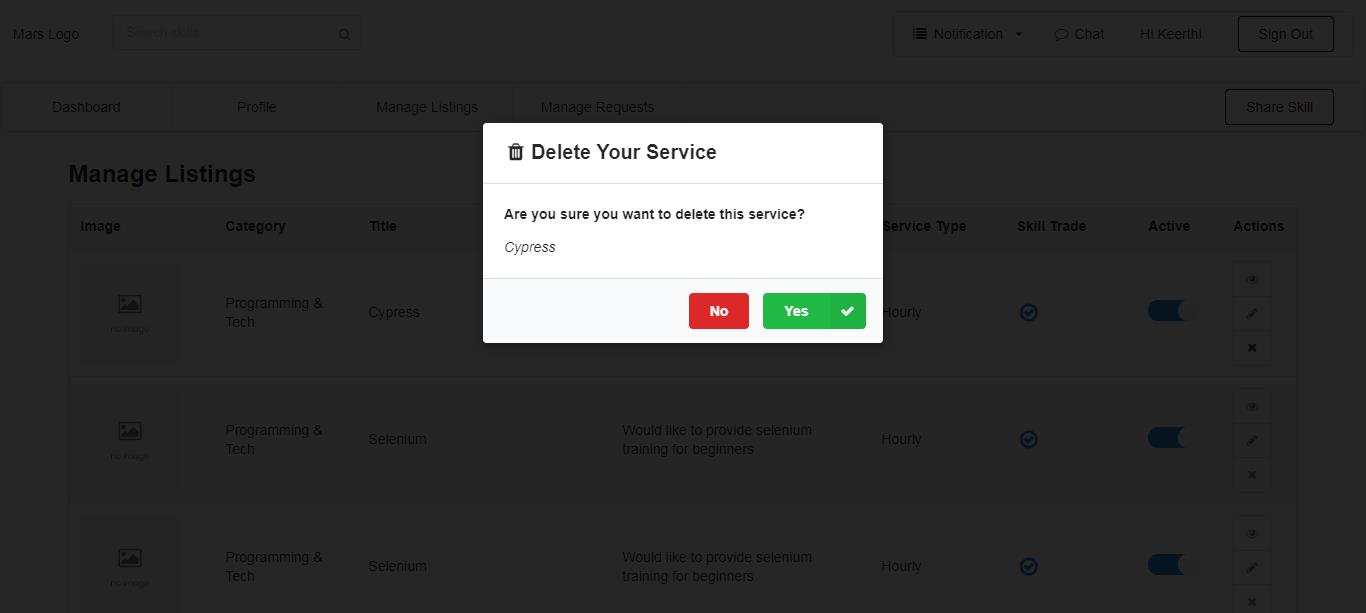 Mars Logo
Search skills
Notification
Chat
Hi Keerthi
Sign Out
Dashboard
Profile
Manage Listings
Manage Requests
Share Skill
Delete Your Service
Are you sure you want to delete this service?
Cypress
No
Yes
Manage Listings
Image
Category
Title
Service Type
Skill Trade
Active
Actions
no image
Programming &
Tech
Cypress
Hourly
no image
Programming &
Tech
Selenium
Would like to provide selenium
training for beginners
Hourly
no image
Programming &
Tech
Selenium
Would like to provide selenium
training for beginners
Hourly